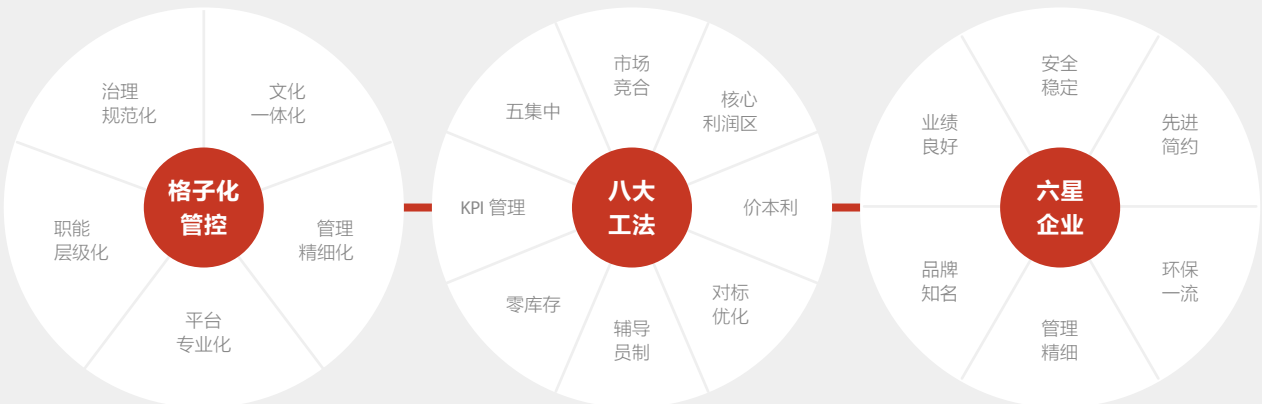 格子化
管控
治理
规范化
文化
一体化
管理
精细化
平台
专业化
职能
层级化
八大
工法
市场
竞合
核心
利润区
价本利
对标
优化
辅导
员制
零库存
KPI 管理
五集中
六星
企业
安全
稳定
先进
简约
环保
一流
管理
精细
品牌
知名
业绩
良好